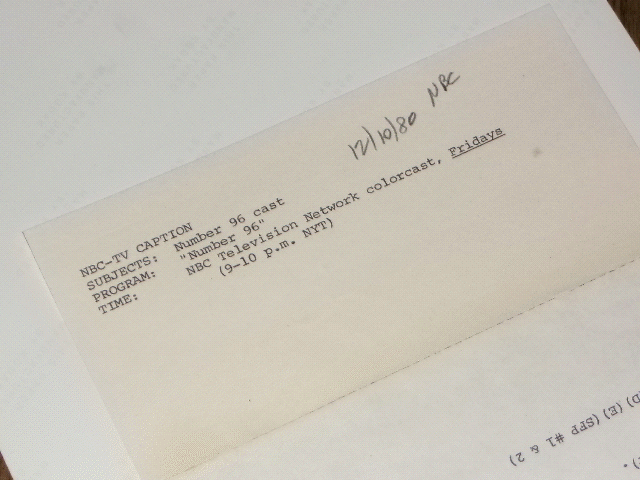 12/10/80 NBC
NBC-TV CAPTION
SUBJECTS: Number 96 cast
PROGRAM: "Number 96"
TIME: NBC Television Network colorcast, Fridays
(9-10 p.m. NYT)
(E) (SFP #1 & 2)